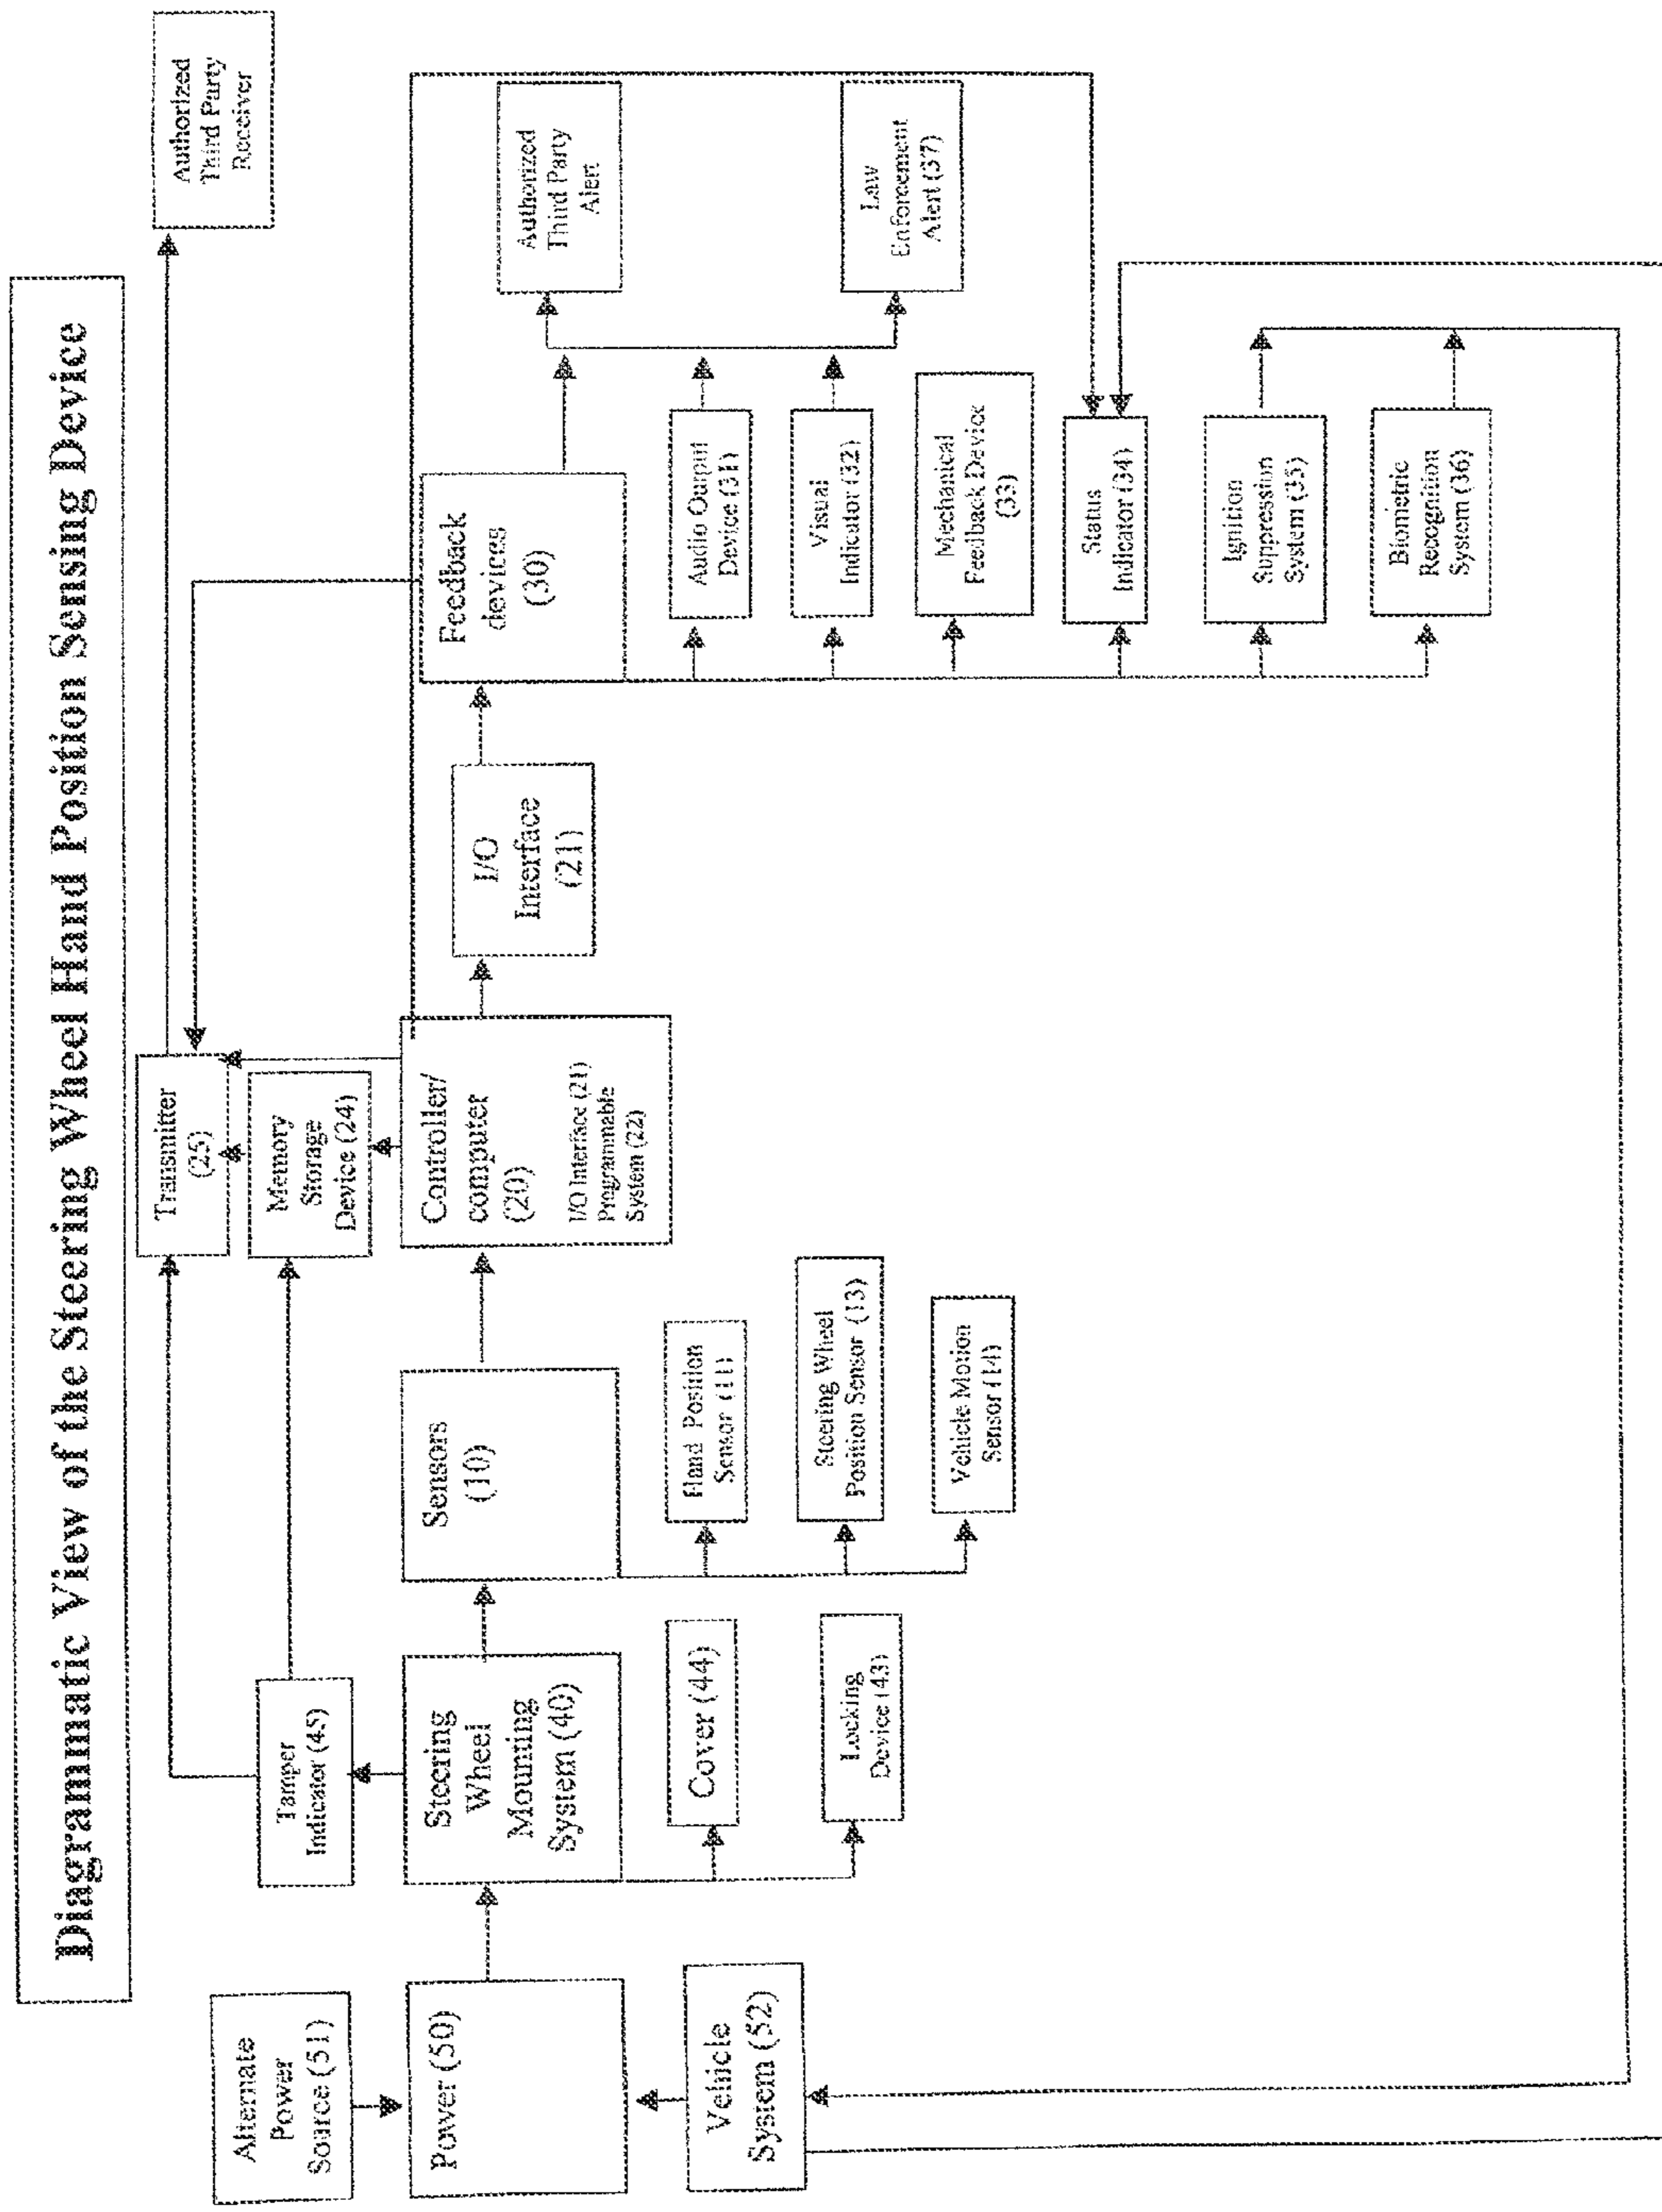 Diagrammatic View of the Steering Wheel Hand Position Sensing Device
Authorized
Third Party
Receiver
Transmitter
(25)
Tamper
Indicator (45)
Memory
Storage
Device (24)
Alternate
Power
Source (51)
Power (50)
Steering
Wheel
Mounting
System (40)
Sensors
(10)
Controller/
computer
(20)
I/O Interface (21)
Programmable
System (22)
I/O
Interface
(21)
Feedback
devices
(30)
Authorized
Third Party
Alert
Law
Enforcement
Alert (37)
Vehicle
System (52)
Cover (44)
Locking
Device (43)
Hand Position
Sensor (11)
Steering Wheel
Position Sensor (13)
Vehicle Motion
Sensor (14)
Audio Output
Device (31)
Visual
Indicator (32)
Mechanical
Feedback Device
(33)
Status
Indicator (34)
Ignition
Suppression
System (35)
Biometric
Recognition
System (36)